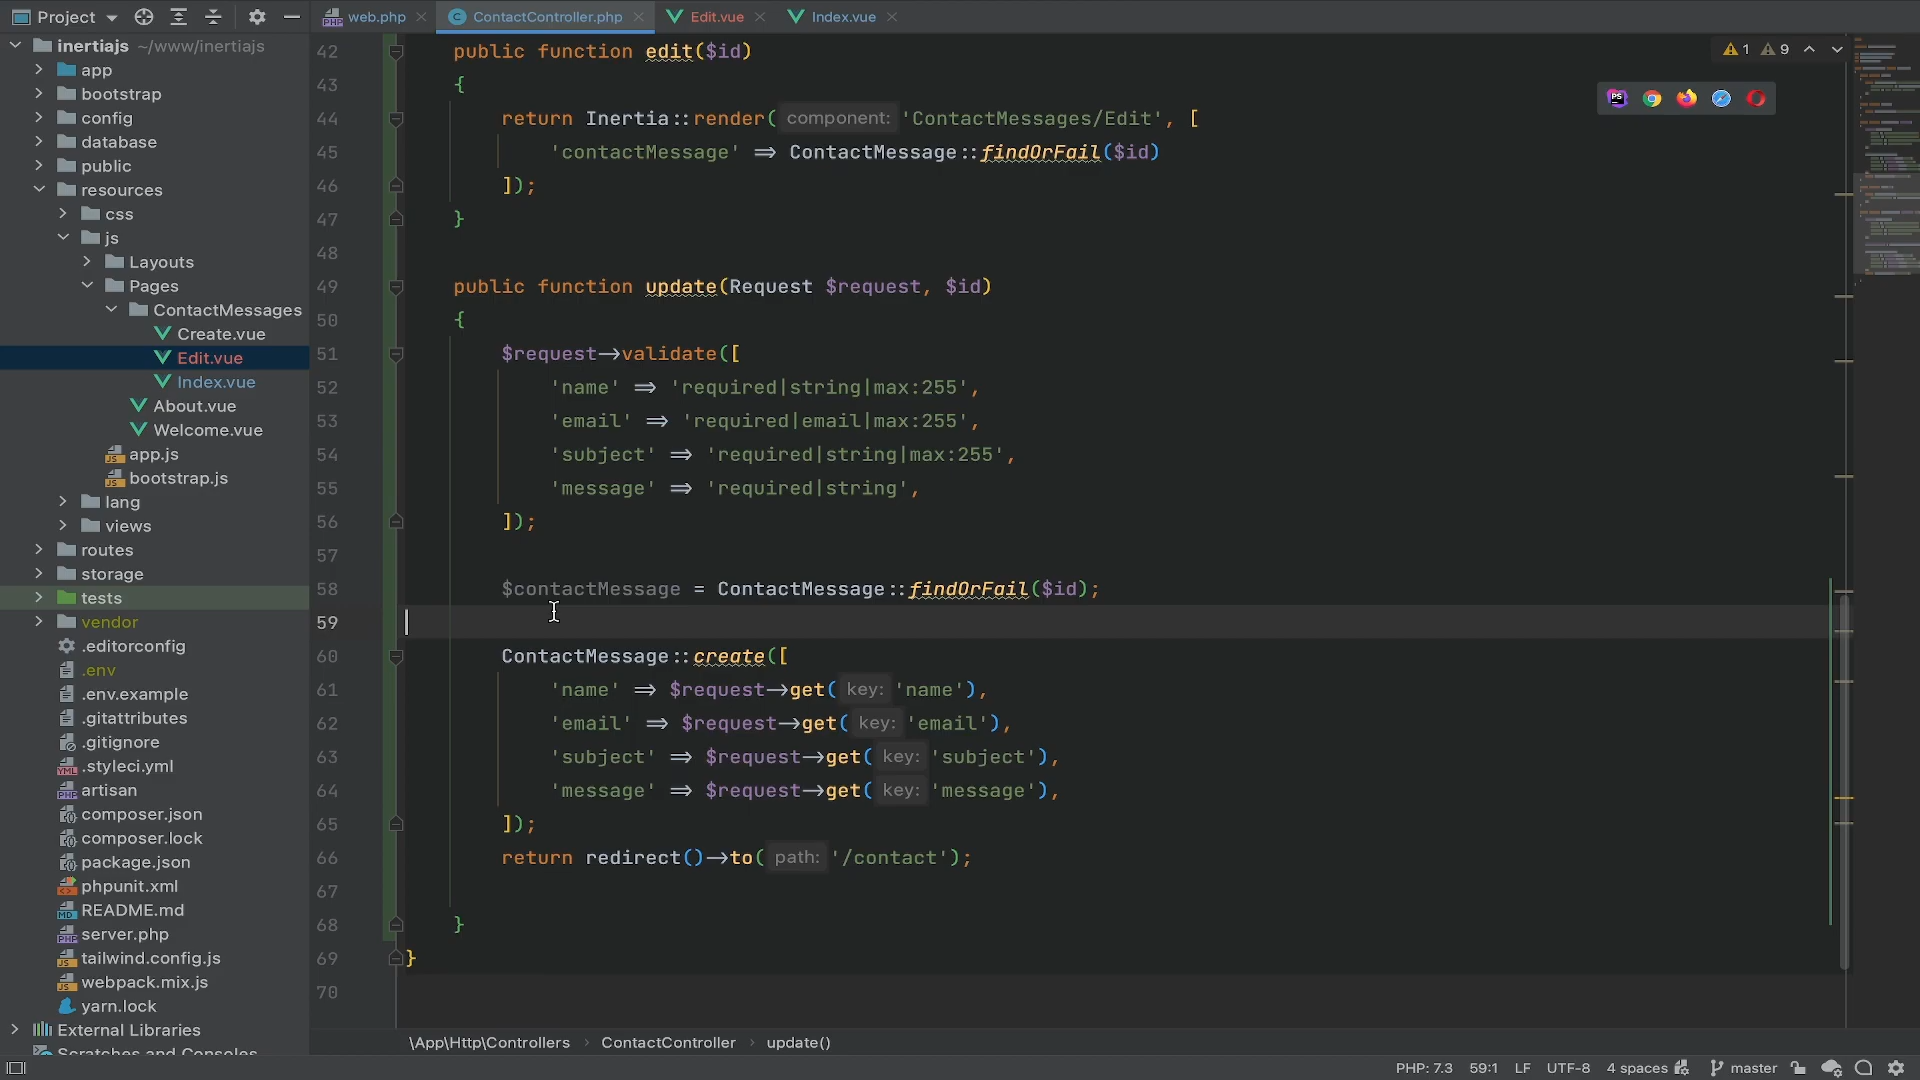 Project
web.php
ContactController.php
Edit.vue
Index.vue
inertiajs ~/www/inertiajs
app
bootstrap
config
database
public
resources
css
js
Layouts
Pages
ContactMessages
Create.vue
Edit.vue
Index.vue
About.vue
Welcome.vue
app.js
bootstrap.js
lang
views
routes
storage
tests
vendor
.editorconfig
.env
.env.example
.gitattributes
.gitignore
.styleci.yml
artisan
composer.json
composer.lock
package.json
phpunit.xml
README.md
server.php
tailwind.config.js
webpack.mix.js
yarn.lock
External Libraries
Scratches and Consoles
1 9
42 public function edit($id)
43 {
44 return Inertia::render( component: 'ContactMessages/Edit', [
45 'contactMessage' => ContactMessage::findOrFail($id)
46 ]);
47 }
48
49 public function update(Request $request, $id)
50 {
51 $request->validate([
52 'name' => 'required|string|max:255',
53 'email' => 'required|email|max:255',
54 'subject' => 'required|string|max:255',
55 'message' => 'required|string',
56 ]);
57
58 $contactMessage = ContactMessage::findOrFail($id);
59
60 ContactMessage::create([
61 'name' => $request->get( key: 'name'),
62 'email' => $request->get( key: 'email'),
63 'subject' => $request->get( key: 'subject'),
64 'message' => $request->get( key: 'message'),
65 ]);
66 return redirect()->to( path: '/contact');
67
68 }
69 }
70
\App\Http\Controllers › ContactController › update()
PHP: 7.3 59:1 LF UTF-8 4 spaces master